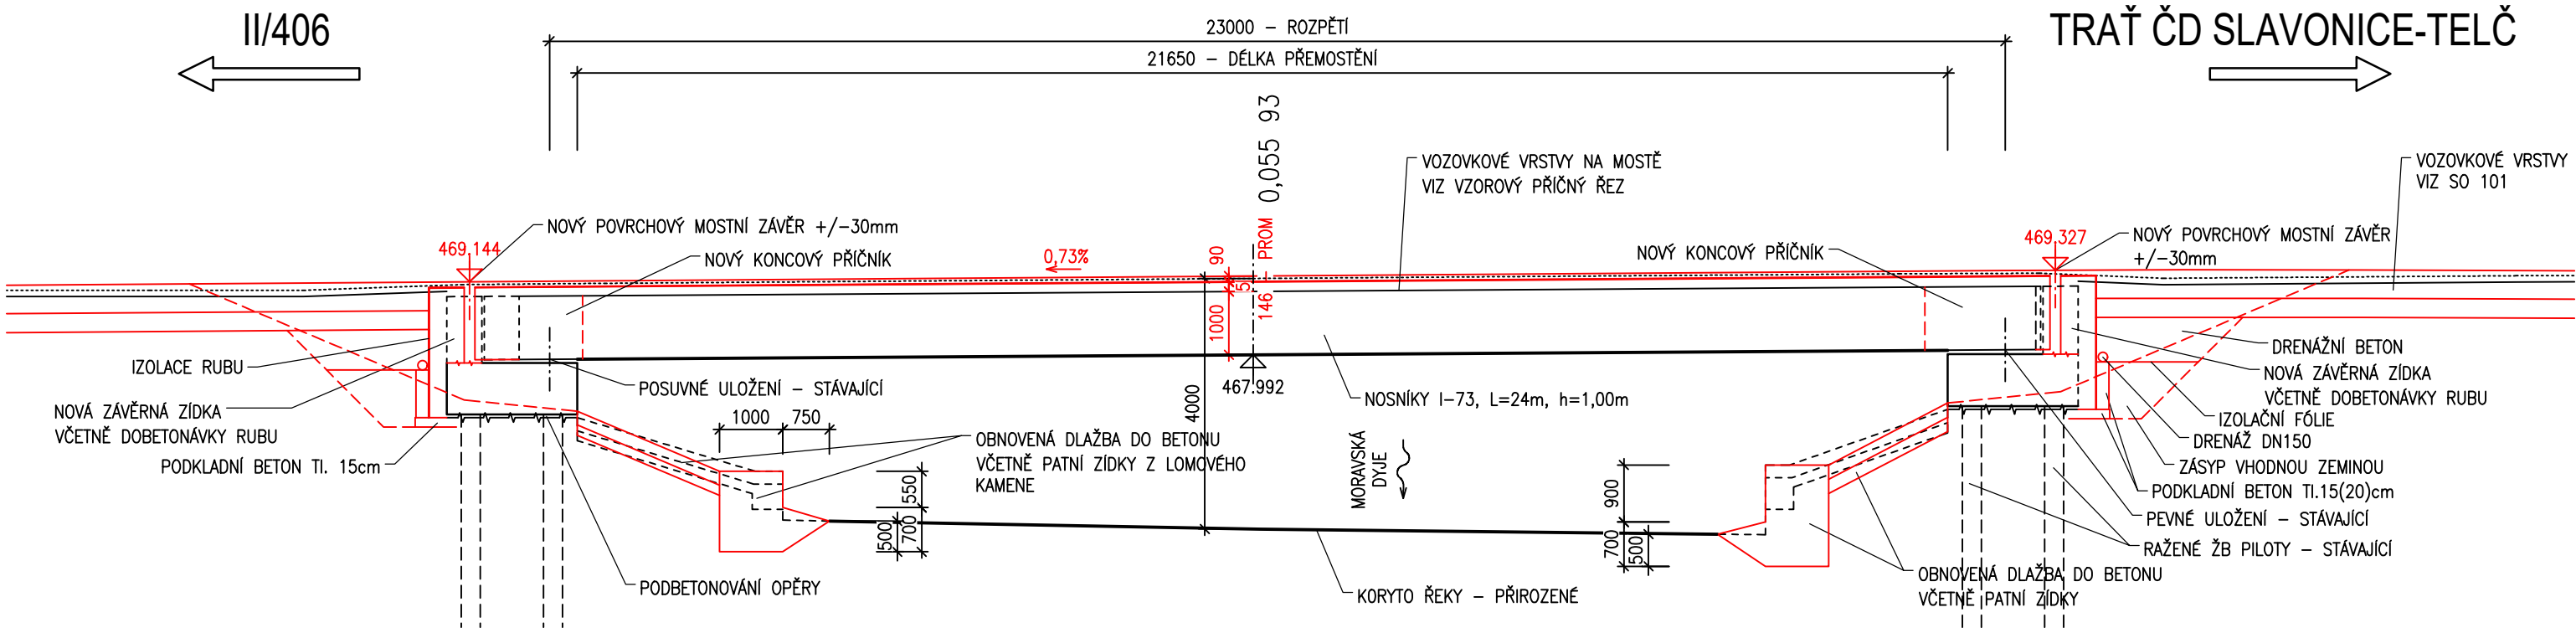 II/406
23000 – ROZPĚTÍ
TRAŤ ČD SLAVONICE-TELČ
21650 – DÉLKA PŘEMOSTĚNÍ
0,055 93
PROM
146
VOZOVKOVÉ VRSTVY NA MOSTĚ
VIZ VZOROVÝ PŘÍČNÝ ŘEZ
VOZOVKOVÉ VRSTVY
VIZ SO 101
NOVÝ POVRCHOVÝ MOSTNÍ ZÁVĚR +/–30mm
469.144
NOVÝ KONCOVÝ PŘÍČNÍK
0,73%
90
5
1000
NOVÝ KONCOVÝ PŘÍČNÍK
469.327
NOVÝ POVRCHOVÝ MOSTNÍ ZÁVĚR
+/–30mm
IZOLACE RUBU
POSUVNÉ ULOŽENÍ – STÁVAJÍCÍ
467.992
NOSNÍKY I–73, L=24m, h=1,00m
DRENÁŽNÍ BETON
NOVÁ ZÁVĚRNÁ ZÍDKA
VČETNĚ DOBETONÁVKY RUBU
NOVÁ ZÁVĚRNÁ ZÍDKA
VČETNĚ DOBETONÁVKY RUBU
1000
750
4000
IZOLAČNÍ FÓLIE
DRENÁŽ DN150
PODKLADNÍ BETON Tl. 15cm
OBNOVENÁ DLAŽBA DO BETONU
VČETNĚ PATNÍ ZÍDKY Z LOMOVÉHO
KAMENE
MORAVSKÁ
DYJE
ZÁSYP VHODNOU ZEMINOU
PODKLADNÍ BETON Tl.15(20)cm
550
700
500
900
700
500
PEVNÉ ULOŽENÍ – STÁVAJÍCÍ
RAŽENÉ ŽB PILOTY – STÁVAJÍCÍ
PODBETONOVÁNÍ OPĚRY
KORYTO ŘEKY – PŘIROZENÉ
OBNOVENÁ DLAŽBA DO BETONU
VČETNĚ PATNÍ ZÍDKY